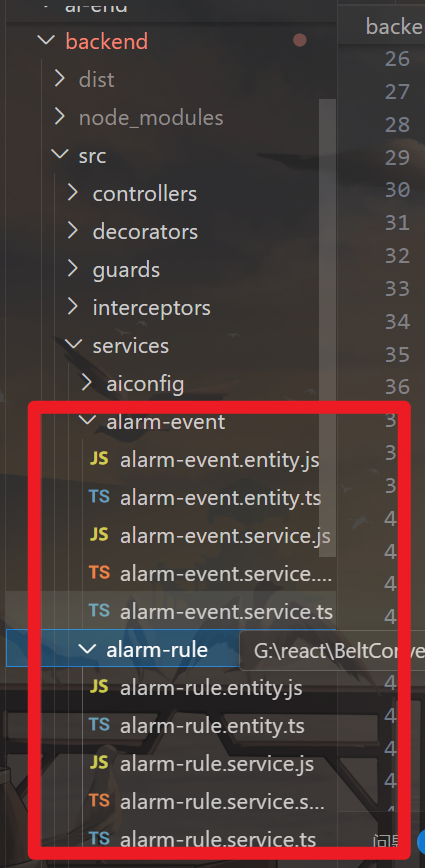 ai-end
backend
dist
node_modules
src
controllers
decorators
guards
interceptors
services
aiconfig
alarm-event
JS alarm-event.entity.js
TS alarm-event.entity.ts
JS alarm-event.service.js
TS alarm-event.service....
TS alarm-event.service.ts
alarm-rule
G:\react\BeltConve
JS alarm-rule.entity.js
TS alarm-rule.entity.ts
JS alarm-rule.service.js
TS alarm-rule.service.s...
TS alarm-rule.service.ts
backe
26
27
28
29
30
31
32
33
34
35
36
3
3
3
4
4
4
4
4
4
4
4
问题